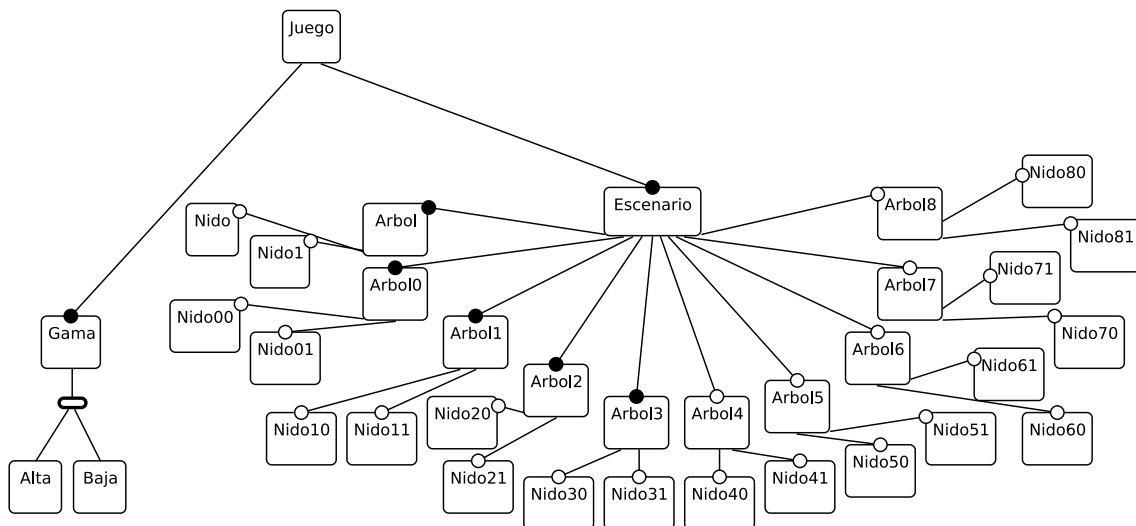 Juego
Nido80
Escenario
Arbol8
Nido
Arbol
Nido81
Nido1
Nido71
Arbol0
Arbol7
Nido00
Gama
Arbol1
Nido01
Arbol6
Nido70
Nido61
Arbol2
Arbol5
Nido20
Arbol3
Arbol4
Nido10
Nido11
Nido51
Nido60
Nido50
Alta
Baja
Nido21
Nido41
Nido30
Nido31
Nido40